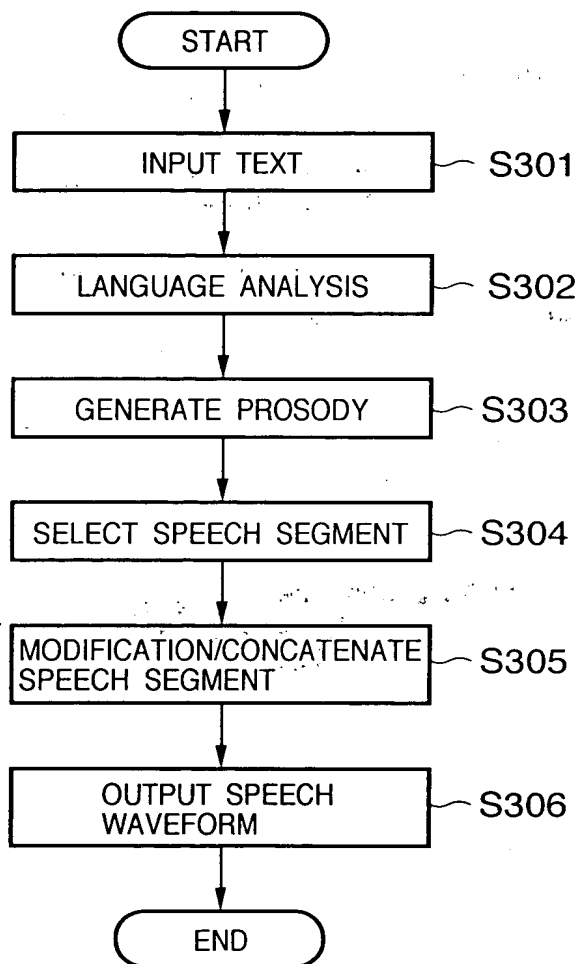 START
INPUT TEXT
S301
LANGUAGE ANALYSIS
S302
GENERATE PROSODY
S303
SELECT SPEECH SEGMENT
S304
MODIFICATION/CONCATENATE
SPEECH SEGMENT
S305
OUTPUT SPEECH
WAVEFORM
S306
END